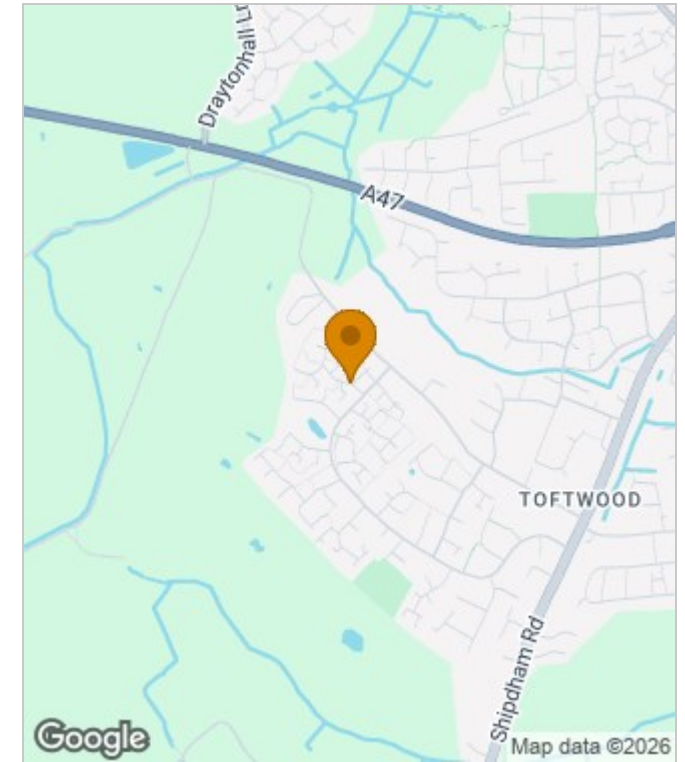 Draytonhall Ln
A47
TOFTWOOD
Shipdham Rd
Google
Map data ©2026